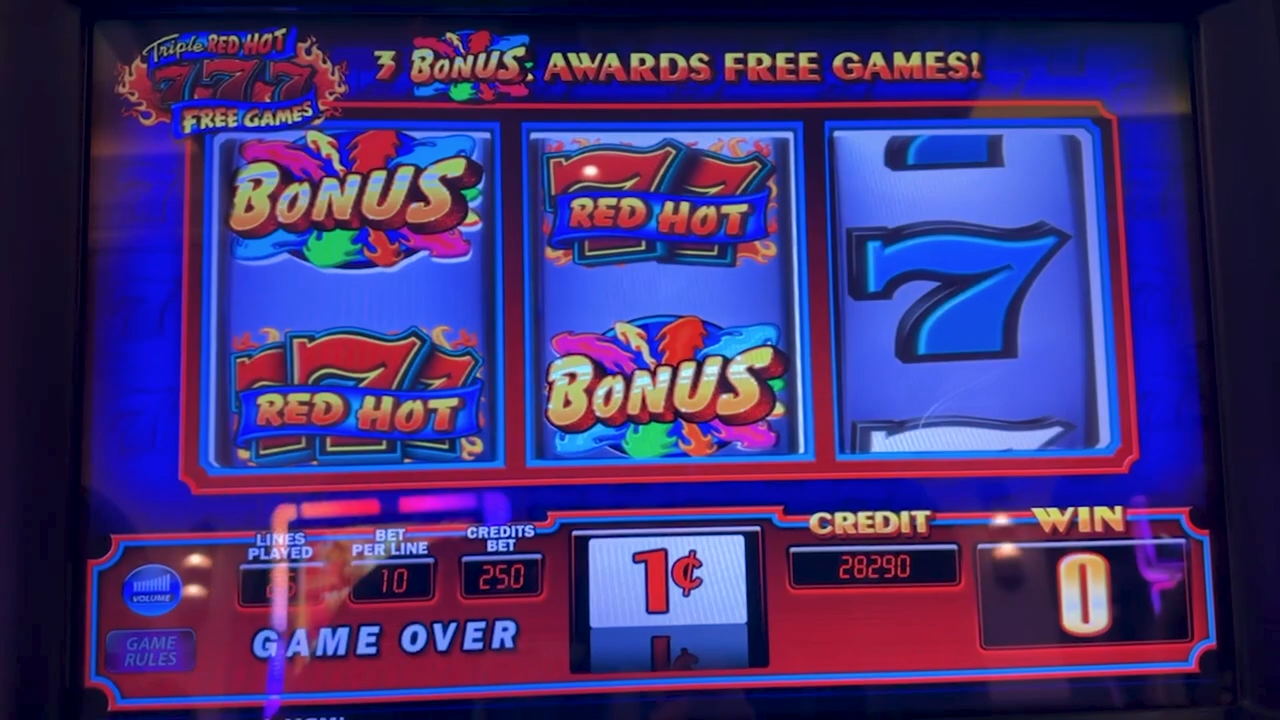 Triple RED HOT
777
FREE GAMES
3 BONUS AWARDS FREE GAMES!
BONUS
RED HOT
7
RED HOT
BONUS
LINES PLAYED
BET PER LINE
10
CREDITS BET
250
1¢
CREDIT
28290
WIN
0
VOLUME
GAME OVER
GAME
RULES